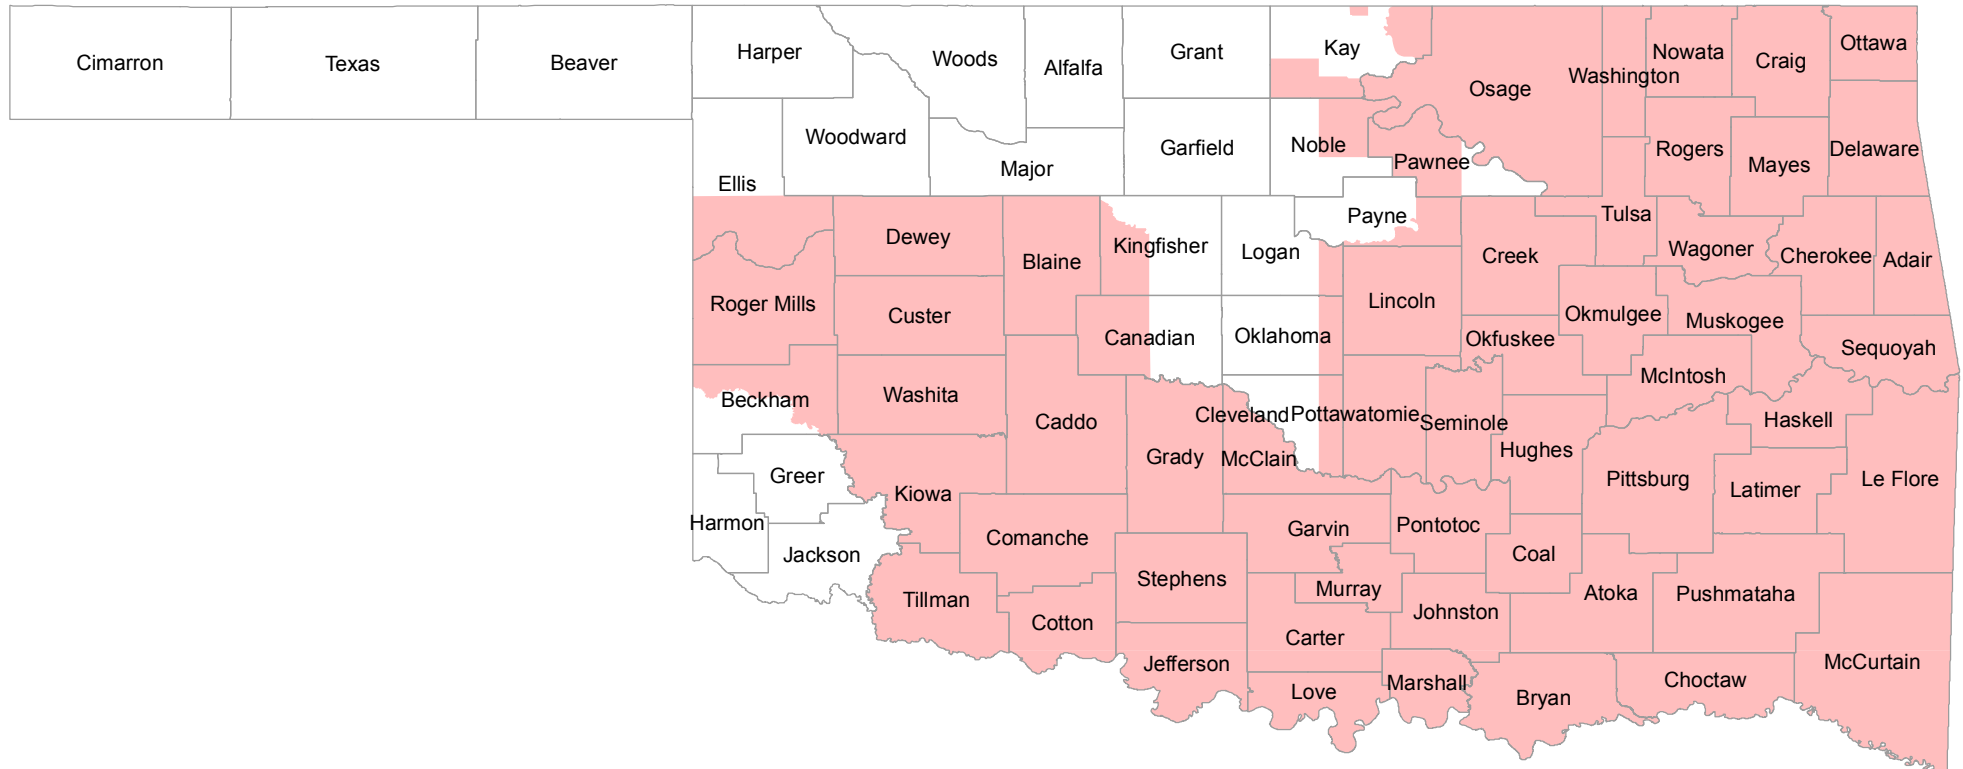 Cimarron
Texas
Beaver
Harper
Woods
Alfalfa
Grant
Kay
Osage
Washington
Nowata
Craig
Ottawa
Ellis
Woodward
Major
Garfield
Noble
Pawnee
Rogers
Mayes
Delaware
Dewey
Blaine
Kingfisher
Logan
Payne
Creek
Tulsa
Wagoner
Cherokee
Adair
Roger Mills
Custer
Canadian
Oklahoma
Lincoln
Okfuskee
Okmulgee
Muskogee
Sequoyah
Beckham
Washita
Caddo
Grady
Cleveland
McClain
Pottawatomie
Seminole
Hughes
McIntosh
Haskell
Greer
Kiowa
Harmon
Jackson
Comanche
Garvin
Pontotoc
Coal
Pittsburg
Latimer
Le Flore
Tillman
Cotton
Stephens
Murray
Johnston
Atoka
Pushmataha
Jefferson
Carter
Love
Marshall
Bryan
Choctaw
McCurtain